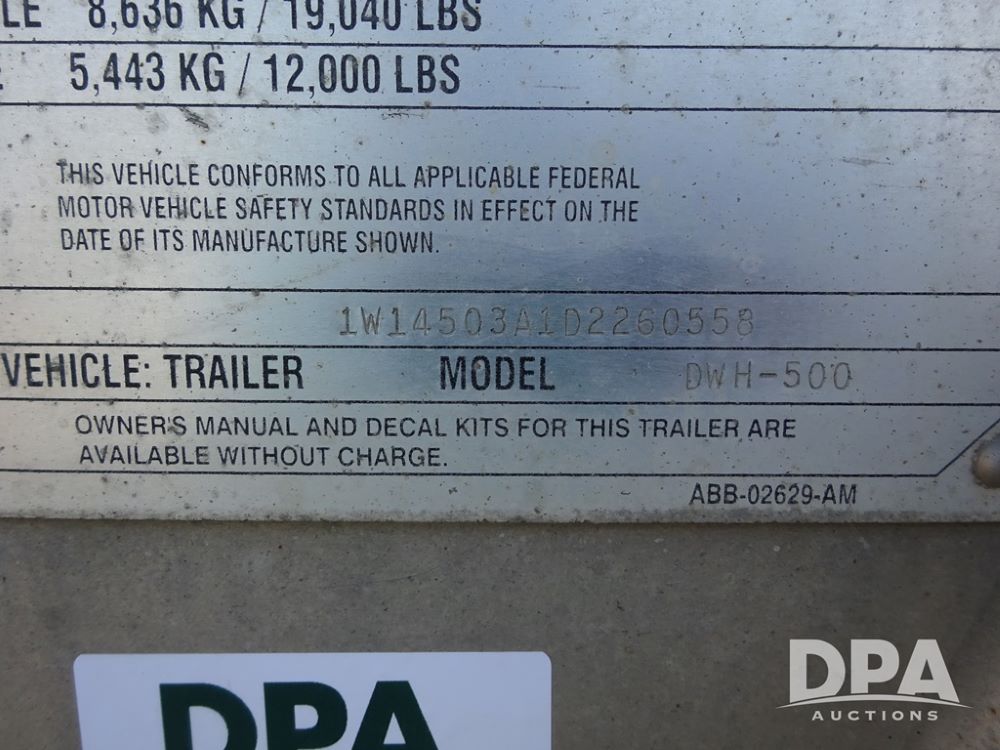 LE 8,636 KG / 19,040 LBS
5,443 KG / 12,000 LBS
THIS VEHICLE CONFORMS TO ALL APPLICABLE FEDERAL
MOTOR VEHICLE SAFETY STANDARDS IN EFFECT ON THE
DATE OF ITS MANUFACTURE SHOWN.
1W14503A1D2260558
VEHICLE: TRAILER MODEL DWH-500
OWNER'S MANUAL AND DECAL KITS FOR THIS TRAILER ARE
AVAILABLE WITHOUT CHARGE.
ABB-02629-AM
DPA
DPA
AUCTIONS